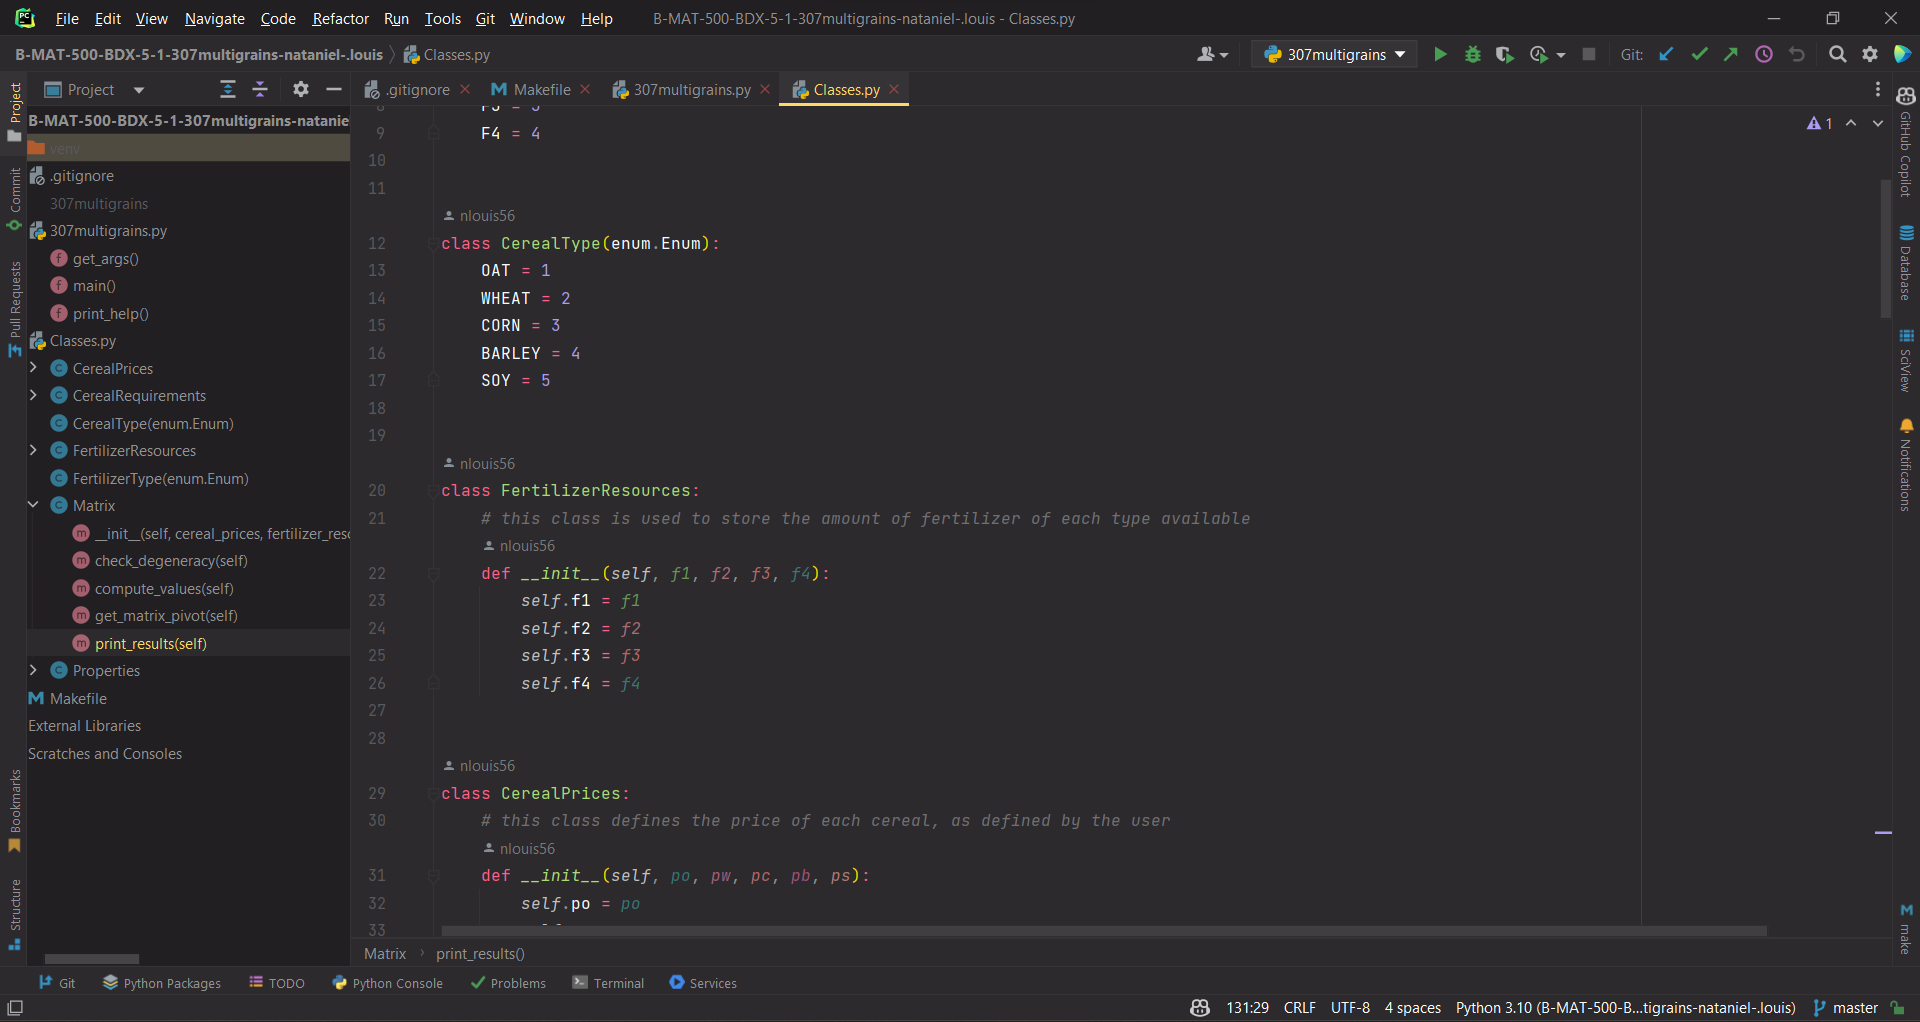 File Edit View Navigate Code Refactor Run Tools Git Window Help B-MAT-500-BDX-5-1-307multigrains-nataniel-.louis - Classes.py
B-MAT-500-BDX-5-1-307multigrains-nataniel-.louis Classes.py 307multigrains Git:
Project
.gitignore Makefile 307multigrains.py Classes.py
Project
Commit
Pull Requests
Bookmarks
Structure
B-MAT-500-BDX-5-1-307multigrains-natanie
venv
.gitignore
307multigrains
307multigrains.py
get_args()
main()
print_help()
Classes.py
CerealPrices
CerealRequirements
CerealType(enum.Enum)
FertilizerResources
FertilizerType(enum.Enum)
Matrix
__init__(self, cereal_prices, fertilizer_reso
check_degeneracy(self)
compute_values(self)
get_matrix_pivot(self)
print_results(self)
Properties
Makefile
External Libraries
Scratches and Consoles
8 F3 = 3
9 F4 = 4
10
11
nlouis56
12 class CerealType(enum.Enum):
13 OAT = 1
14 WHEAT = 2
15 CORN = 3
16 BARLEY = 4
17 SOY = 5
18
19
nlouis56
20 class FertilizerResources:
21 # this class is used to store the amount of fertilizer of each type available
nlouis56
22 def __init__(self, f1, f2, f3, f4):
23 self.f1 = f1
24 self.f2 = f2
25 self.f3 = f3
26 self.f4 = f4
27
28
nlouis56
29 class CerealPrices:
30 # this class defines the price of each cereal, as defined by the user
nlouis56
31 def __init__(self, po, pw, pc, pb, ps):
32 self.po = po
33
1
GitHub Copilot
Database
SciView
Notifications
make
Matrix print_results()
Git Python Packages TODO Python Console Problems Terminal Services
131:29 CRLF UTF-8 4 spaces Python 3.10 (B-MAT-500-B...tigrains-nataniel-.louis) master